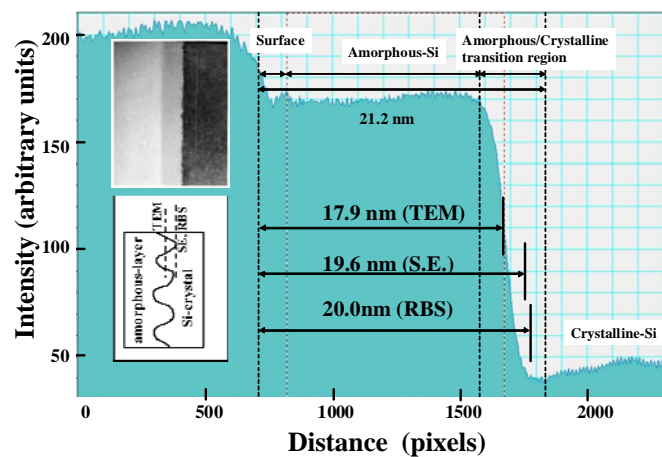 210
200
150
100
50
Intensity (arbitrary units)
Surface
Amorphous-Si
Amorphous/Crystalline
transition region
21.2 nm
17.9 nm (TEM)
19.6 nm (S.E.)
20.0nm (RBS)
Crystalline-Si
TEM
S.E.
RBS
amorphous-layer
Si-crystal
0
500
1000
1500
2000
Distance (pixels)